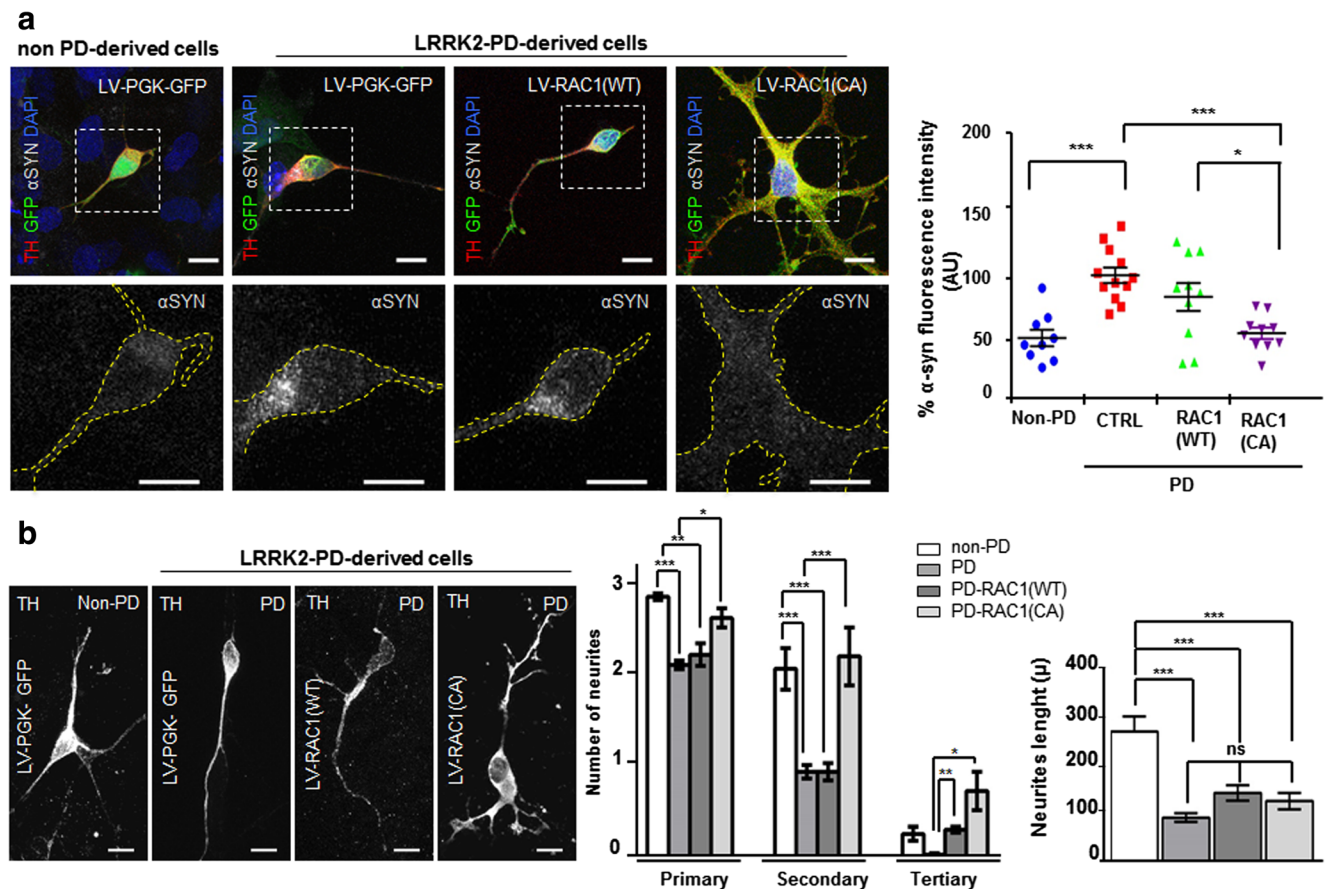 a
non PD-derived cells
LRRK2-PD-derived cells
LV-PGK-GFP
TH GFP αSYN DAPI
LV-PGK-GFP
TH GFP αSYN DAPI
LV-RAC1(WT)
TH GFP αSYN DAPI
LV-RAC1(CA)
TH GFP αSYN DAPI
αSYN
αSYN
αSYN
αSYN
% α-syn fluorescence intensity
(AU)
200
150
100
50
0
***
***
*
Non-PD
CTRL
RAC1
(WT)
RAC1
(CA)
PD
b
LRRK2-PD-derived cells
TH Non-PD
LV-PGK- GFP
TH PD
LV-PGK- GFP
TH PD
LV-RAC1(WT)
TH PD
LV-RAC1(CA)
Number of neurites
3
2
1
0
*
**
***
***
***
***
*
**
Primary
Secondary
Tertiary
non-PD
PD
PD-RAC1(WT)
PD-RAC1(CA)
Neurites lenght (µ)
400
300
200
100
0
***
***
***
ns